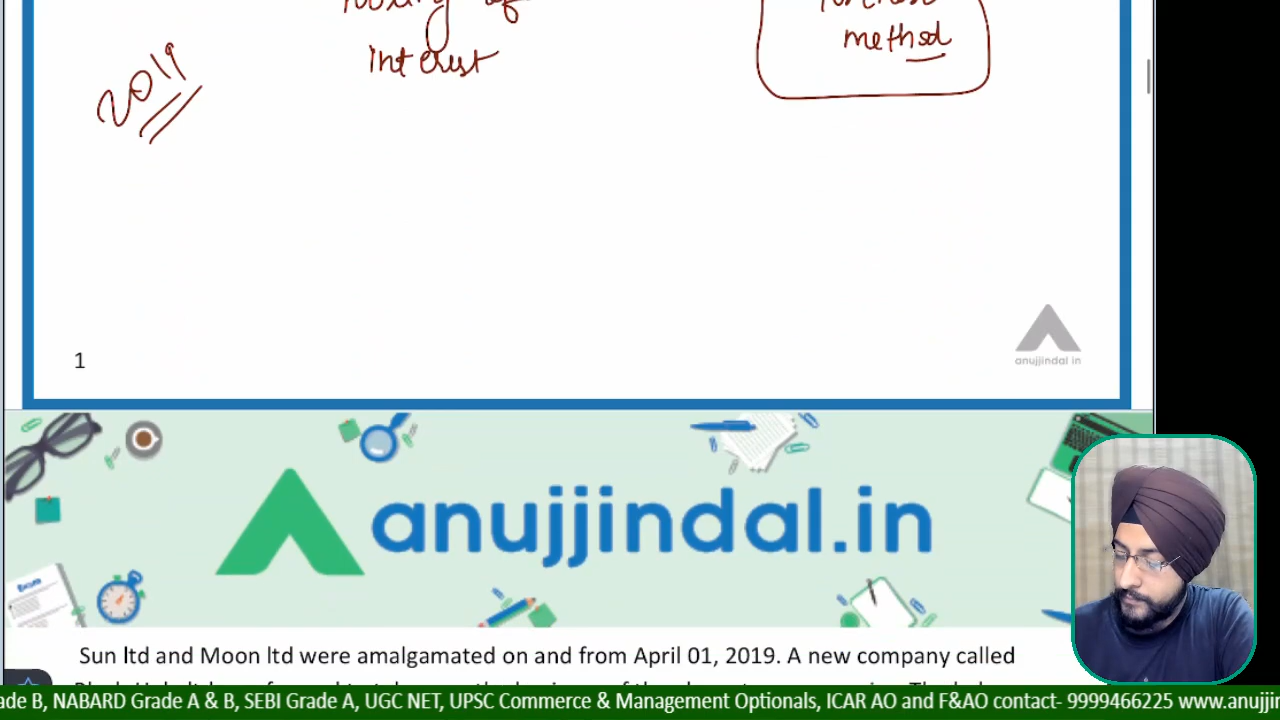 interest
method
2019
1
anujjindal.in
anujjindal.in
Sun ltd and Moon ltd were amalgamated on and from April 01, 2019. A new company called
ade B, NABARD Grade A & B, SEBI Grade A, UGC NET, UPSC Commerce & Management Optionals, ICAR AO and F&AO contact- 9999466225 www.anujji